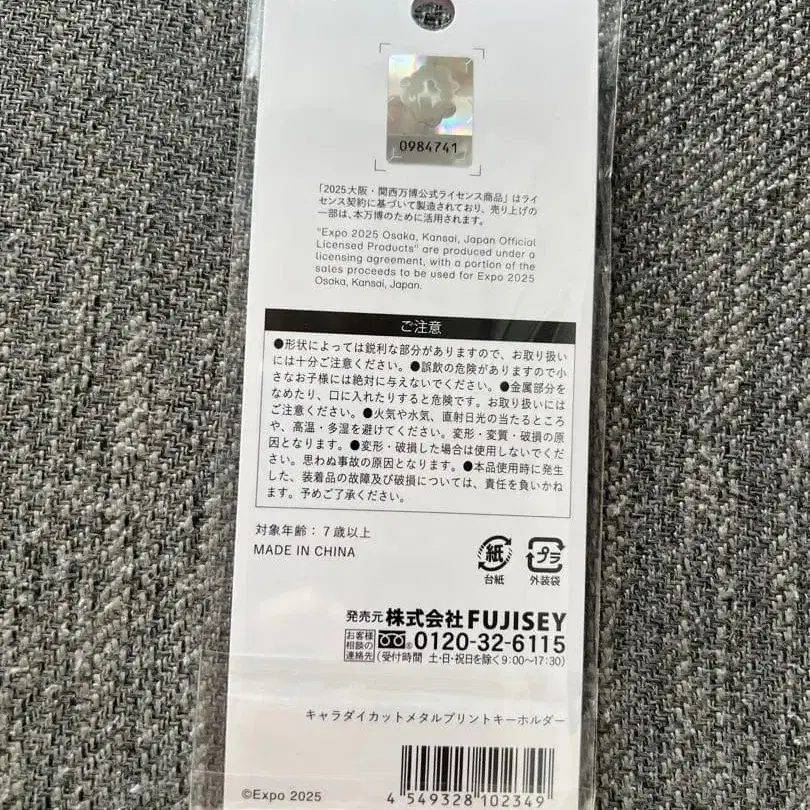 0984741
「2025大阪・関西万博公式ライセンス商品」はライ
センス契約に基づいて製造されており、売り上げの
一部は、本万博のために活用されます。
"Expo 2025 Osaka, Kansai, Japan Official
Licensed Products" are produced under a
licensing agreement, with a portion of the
sales proceeds to be used for Expo 2025
Osaka, Kansai, Japan.
ご注意
●形状によっては鋭利な部分がありますので、お取り扱い
には十分ご注意ください。●誤飲の危険がありますので小
さなお子様には絶対に与えないでください。●金属部分を
なめたり、口に入れたりすると危険です。お取り扱いには
ご注意ください。●火気や水気、直射日光の当たるところ
や、高温・多湿を避けてください。変形・変質・破損の原
因となります。●変形・破損した場合は使用しないでくだ
さい。思わぬ事故の原因となります。●本品使用時に発生
した、装着品の故障及び破損については、責任を負いかね
ます。予めご了承ください。
対象年齢：7歳以上
MADE IN CHINA
紙
台紙
プラ
外装袋
発売元 株式会社 FUJISEY
お客様
相談の
連絡先
0120-32-6115
(受付時間 土・日・祝日を除く9:00〜17:30)
キャラダイカットメタルプリントキーホルダー
©Expo 2025
4 549328 102349